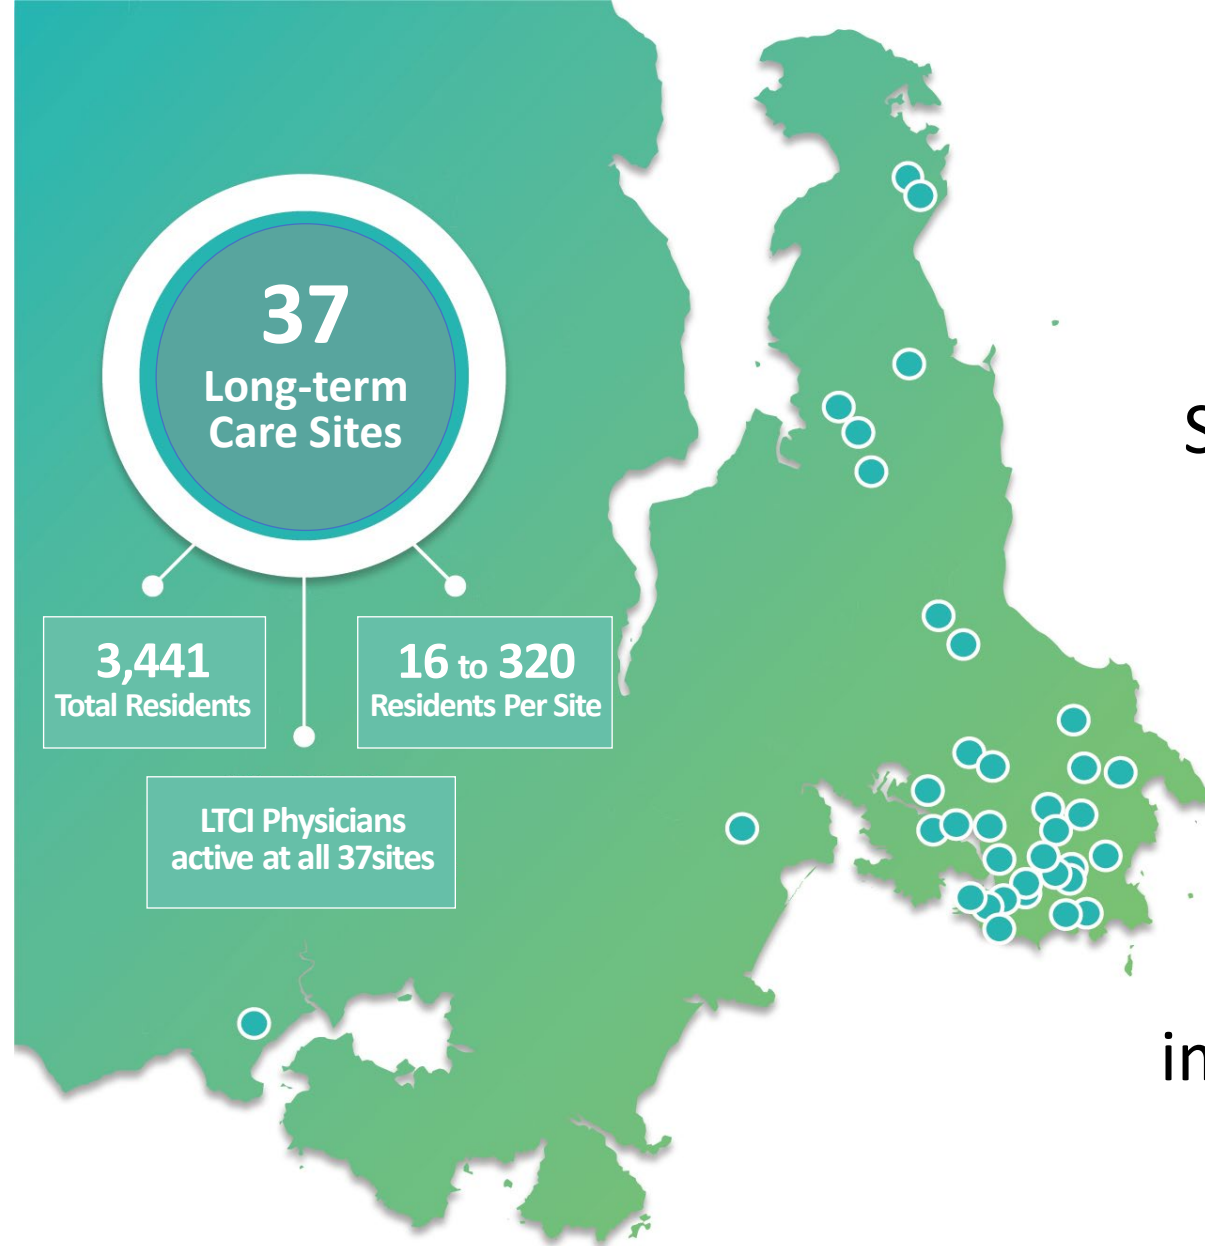 37
Long-term
Care Sites
3,441
Total Residents
16 to 320
Residents Per Site
LTCI Physicians
active at all 37sites
S
in